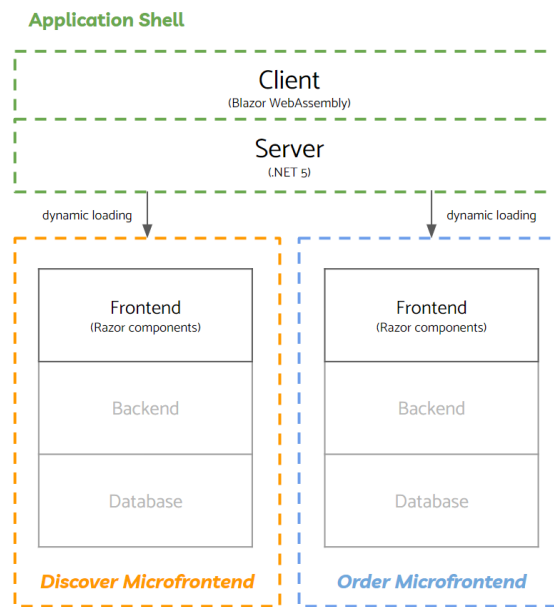 Application Shell
Client
(Blazor WebAssembly)
Server
(.NET 5)
dynamic loading
dynamic loading
Frontend
(Razor components)
Backend
Database
Discover Microfrontend
Frontend
(Razor components)
Backend
Database
Order Microfrontend